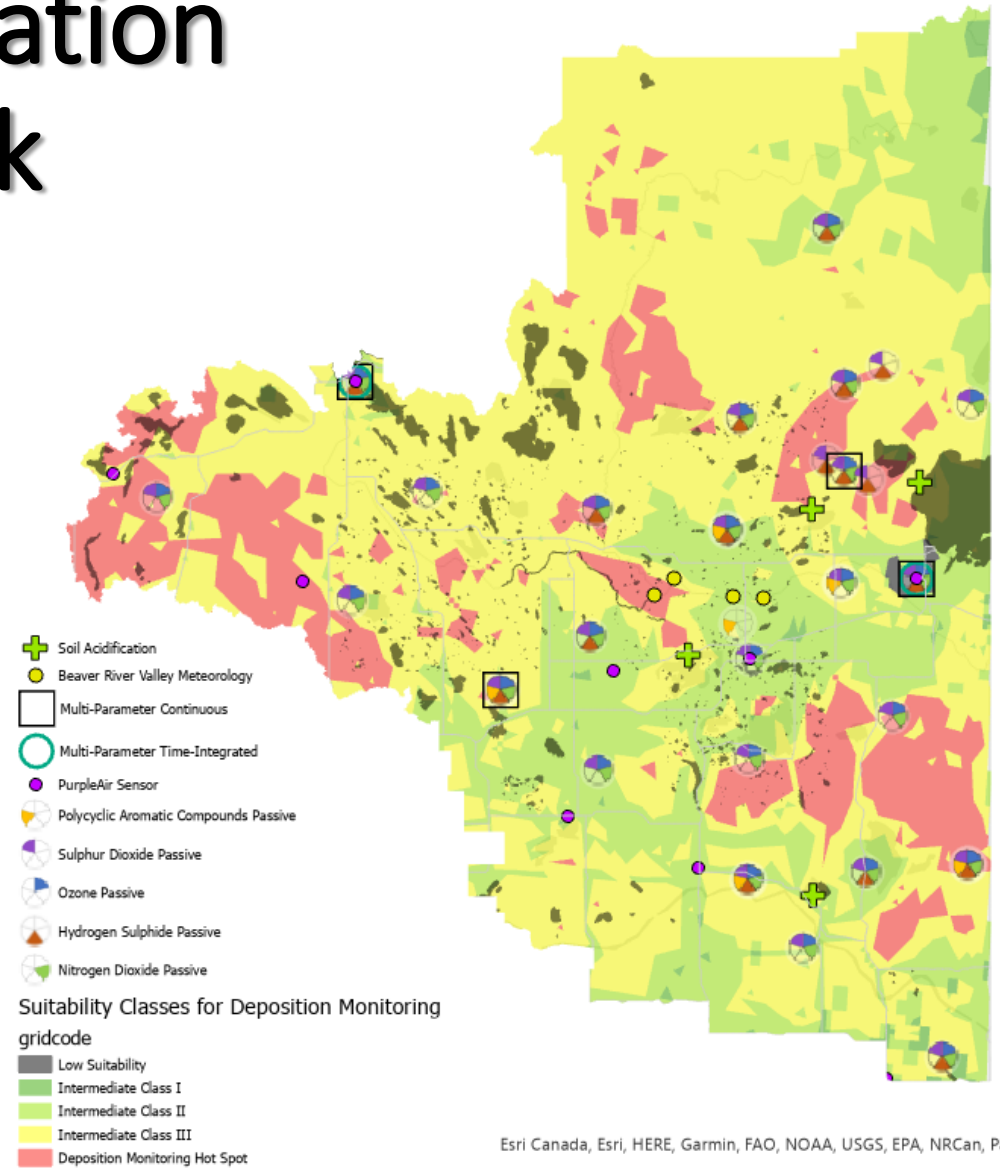 ation
k
Soil Acidification
Beaver River Valley Meteorology
Multi-Parameter Continuous
Multi-Parameter Time-Integrated
PurpleAir Sensor
Polycyclic Aromatic Compounds Passive
Sulphur Dioxide Passive
Ozone Passive
Hydrogen Sulphide Passive
Nitrogen Dioxide Passive
Suitability Classes for Deposition Monitoring
gridcode
Low Suitability
Intermediate Class I
Intermediate Class II
Intermediate Class III
Deposition Monitoring Hot Spot
Esri Canada, Esri, HERE, Garmin, FAO, NOAA, USGS, EPA, NRCan, P